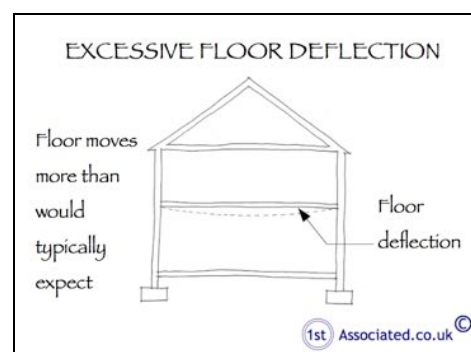 EXCESSIVE FLOOR DEFLECTION
Floor moves
more than
would
typically
expect
Floor
deflection
1st Associated.co.uk ©